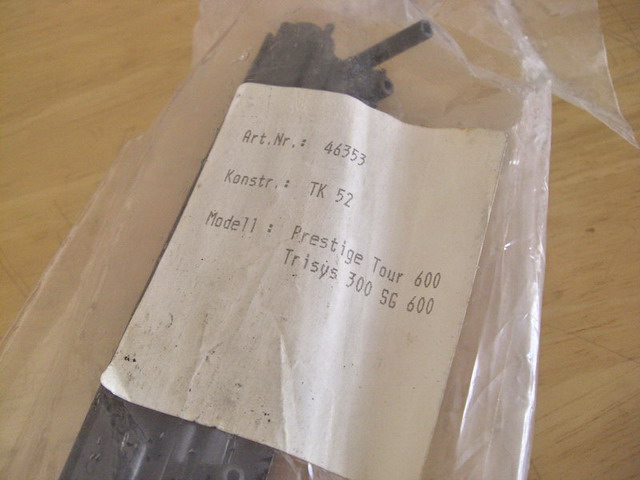 Art.Nr.: 46353
Konstr.: TK 52
Modell: Prestige Tour 600
Trisys 300 SG 600